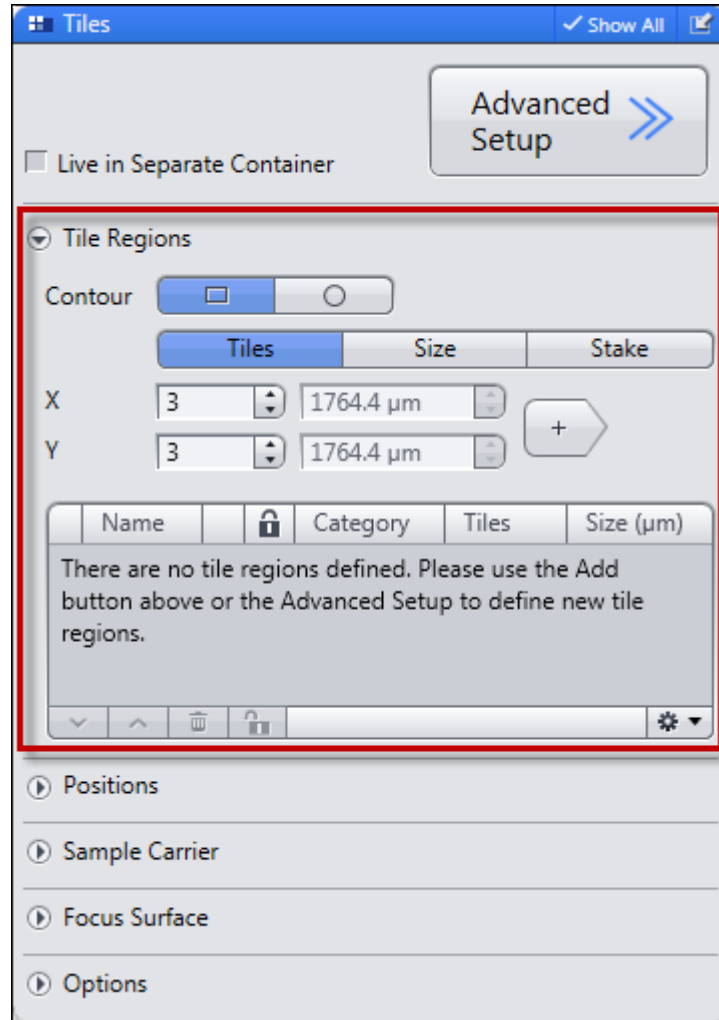 Tiles Show All
Advanced
Setup
Live in Separate Container
Tile Regions
Contour
Tiles Size Stake
X 3 1764.4 µm
+
Y 3 1764.4 µm
Name Category Tiles Size (µm)
There are no tile regions defined. Please use the Add
button above or the Advanced Setup to define new tile
regions.
Positions
Sample Carrier
Focus Surface
Options